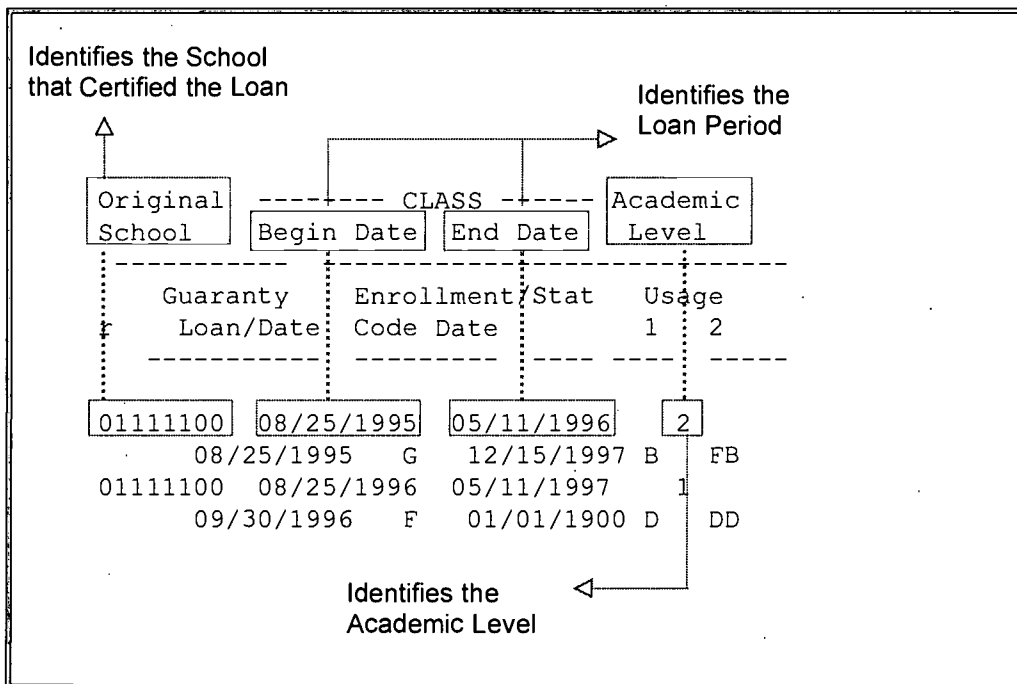 Identifies the School
that Certified the Loan
Identifies the
Loan Period
Original ------- CLASS ------ Academic
School Begin Date End Date Level
Guaranty Enrollment/Stat Usage
r Loan/Date Code Date 1 2
01111100 08/25/1995 05/11/1996 2
08/25/1995 G 12/15/1997 B FB
01111100 08/25/1996 05/11/1997 1
09/30/1996 F 01/01/1900 D DD
Identifies the
Academic Level